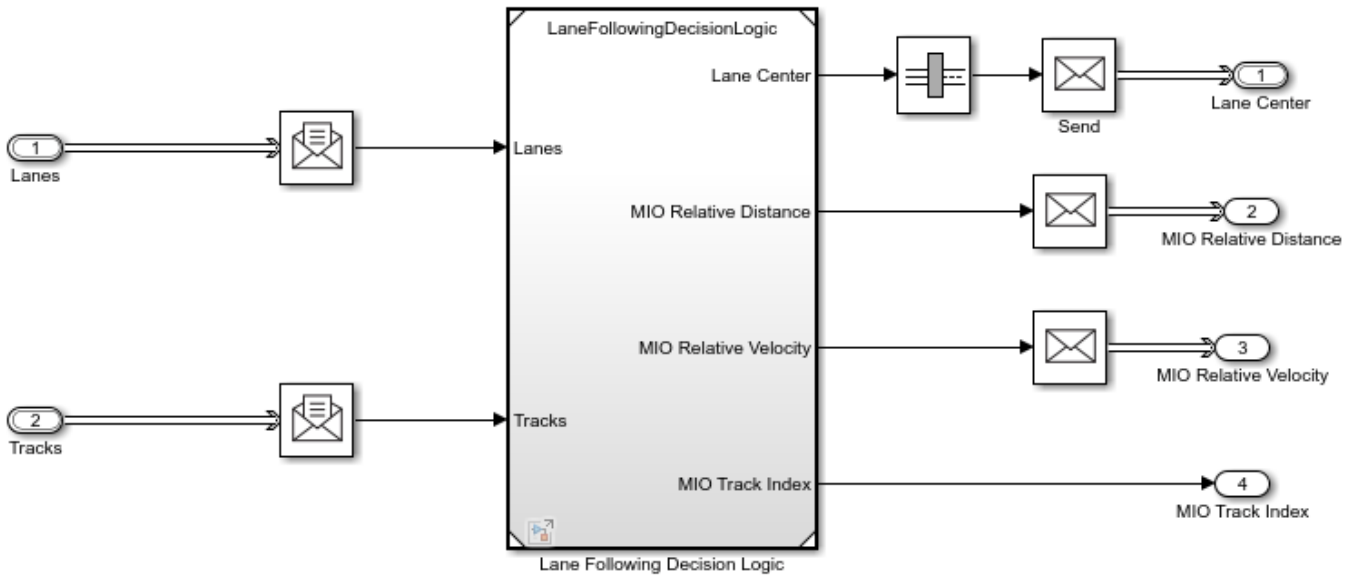 LaneFollowingDecisionLogic
Lane Center
1
Lane Center
Send
1
Lanes
Lanes
MIO Relative Distance
2
MIO Relative Distance
MIO Relative Velocity
3
MIO Relative Velocity
2
Tracks
Tracks
MIO Track Index
4
MIO Track Index
Lane Following Decision Logic